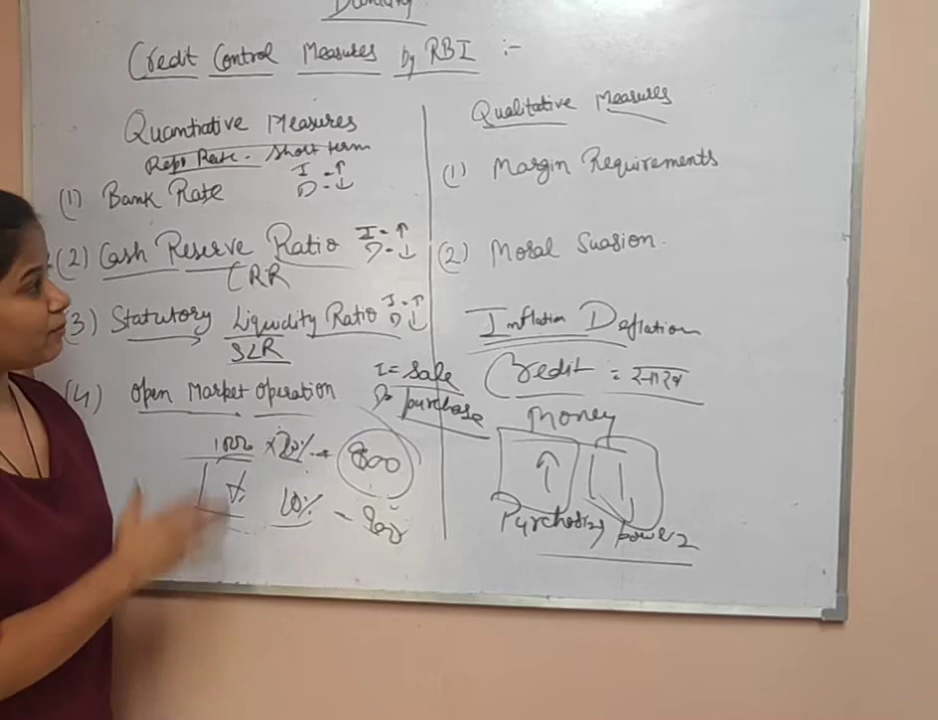 Banking
Credit Control Measures by RBI :-
Quantiative Measures
Repo Rate - Short term
I - ↑
D - ↓
(1) Bank Rate
(2) Cash Reserve Ratio I - ↑
D - ↓
CRR
(3) Statutory Liquidity Ratio I - ↑
D ↓
SLR
(4) Open Market Operation I = Sale
D = purchase
1000 × 20% → 800
10% -
Qualitative Measures
(1) Margin Requirements
(2) Moral Suasion.
Inflation Deflation
Credit =
Money
↑ ↓
Purchasing power